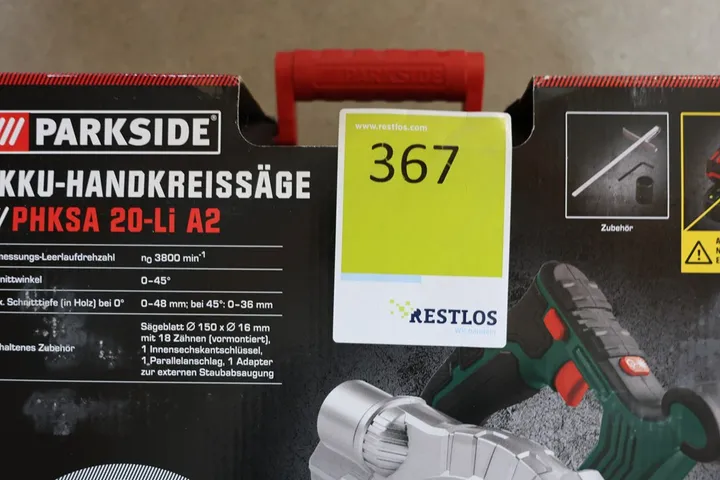 PARKSIDE
PARKSIDE®
KKU-HANDKREISSÄGE
PHKSA 20-Li A2
messungs-Leerlaufdrehzahl n₀ 3800 min⁻¹
nittwinkel 0–45°
x. Schnitttiefe (in Holz) bei 0° 0–48 mm; bei 45°: 0–36 mm
haltenes Zubehör
Sägeblatt Ø 150 x Ø 16 mm
mit 18 Zähnen (vormontiert),
1 Innensechskantschlüssel,
1 Parallelanschlag, 1 Adapter
zur externen Staubabsaugung
www.restlos.com
367
RESTLOS
Zubehör